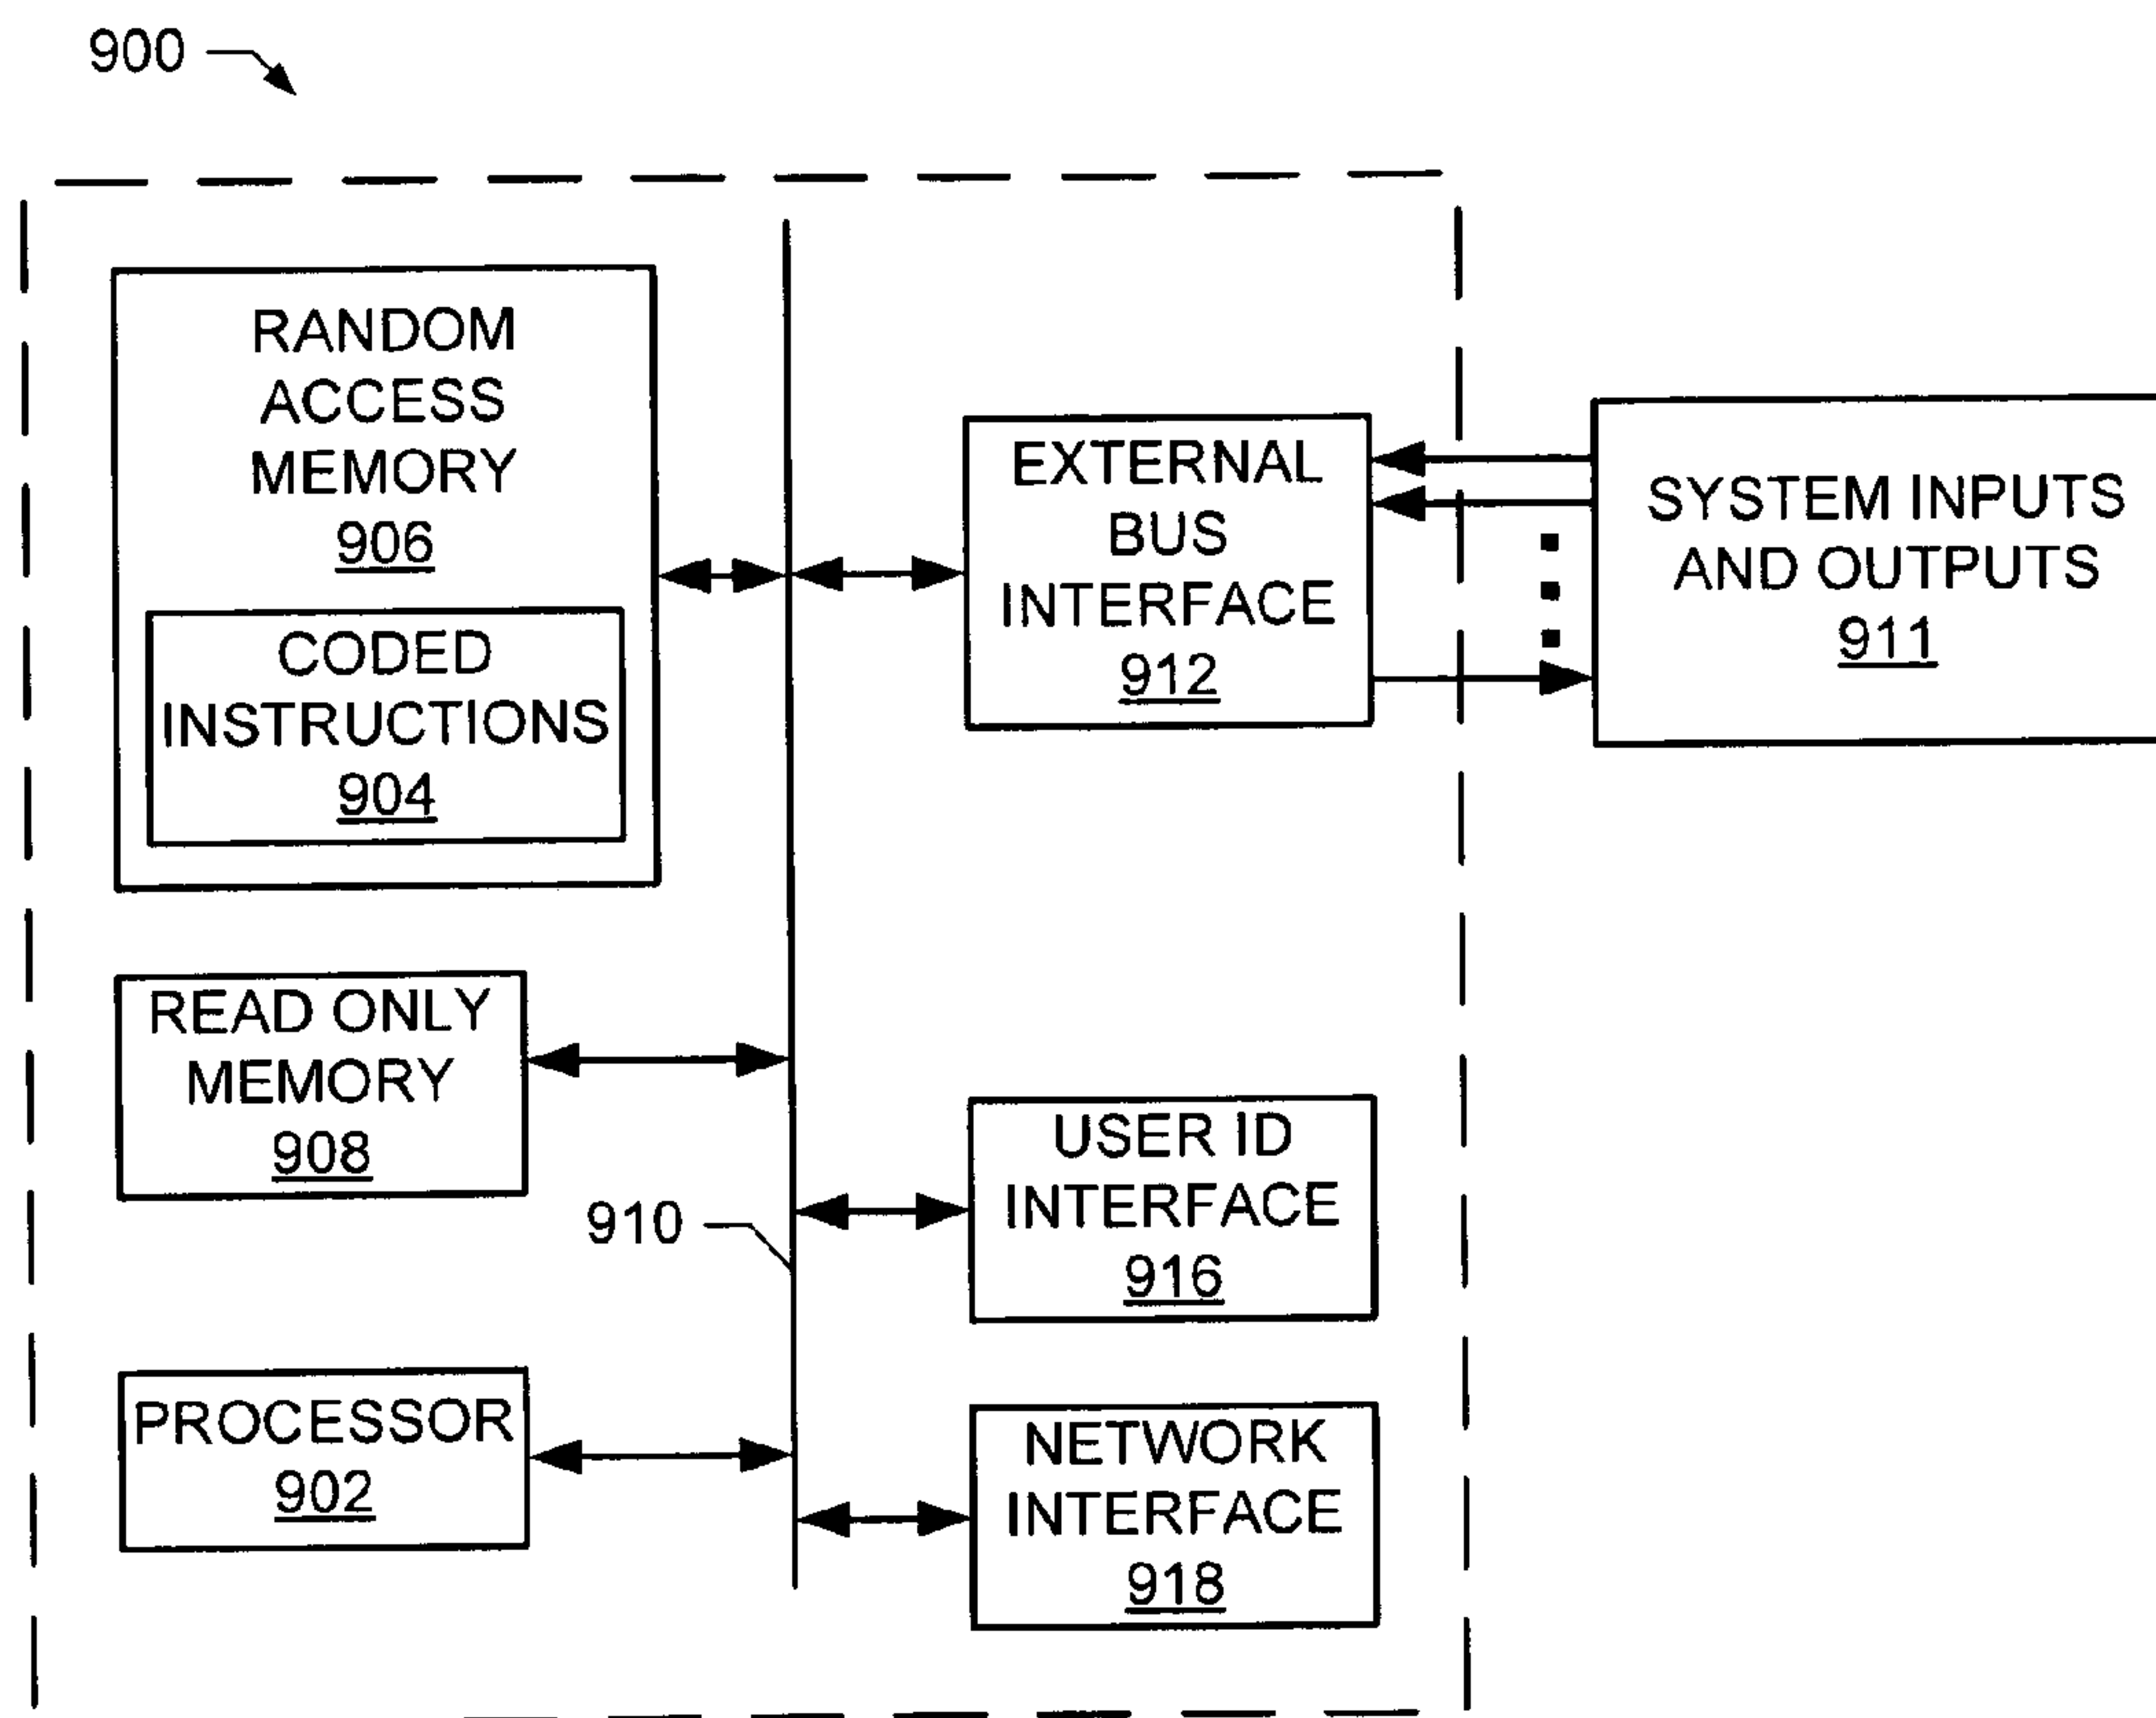 900
RANDOM
ACCESS
MEMORY
906
CODED
INSTRUCTIONS
904
EXTERNAL
BUS
INTERFACE
912
SYSTEM INPUTS
AND OUTPUTS
911
READ ONLY
MEMORY
908
910
USER ID
INTERFACE
916
PROCESSOR
902
NETWORK
INTERFACE
918